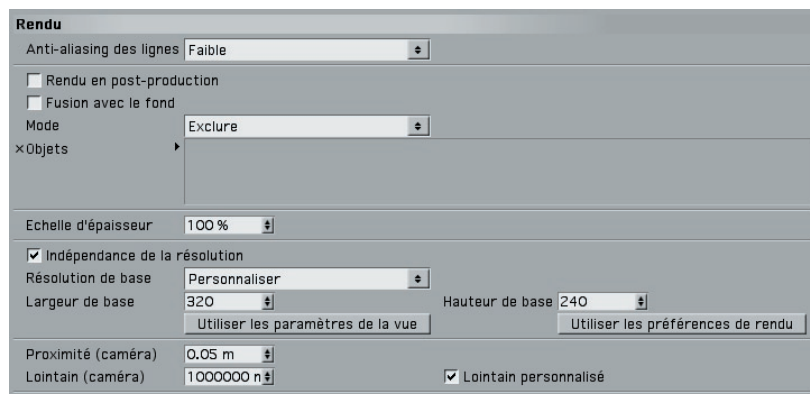 Rendu
Anti-aliasing des lignes Faible
Rendu en post-production
Fusion avec le fond
Mode Exclure
×Objets
Echelle d'épaisseur 100 %
Indépendance de la résolution
Résolution de base Personnaliser
Largeur de base 320 Hauteur de base 240
Utiliser les paramètres de la vue Utiliser les préférences de rendu
Proximité (caméra) 0.05 m
Lointain (caméra) 1000000 Lointain personnalisé